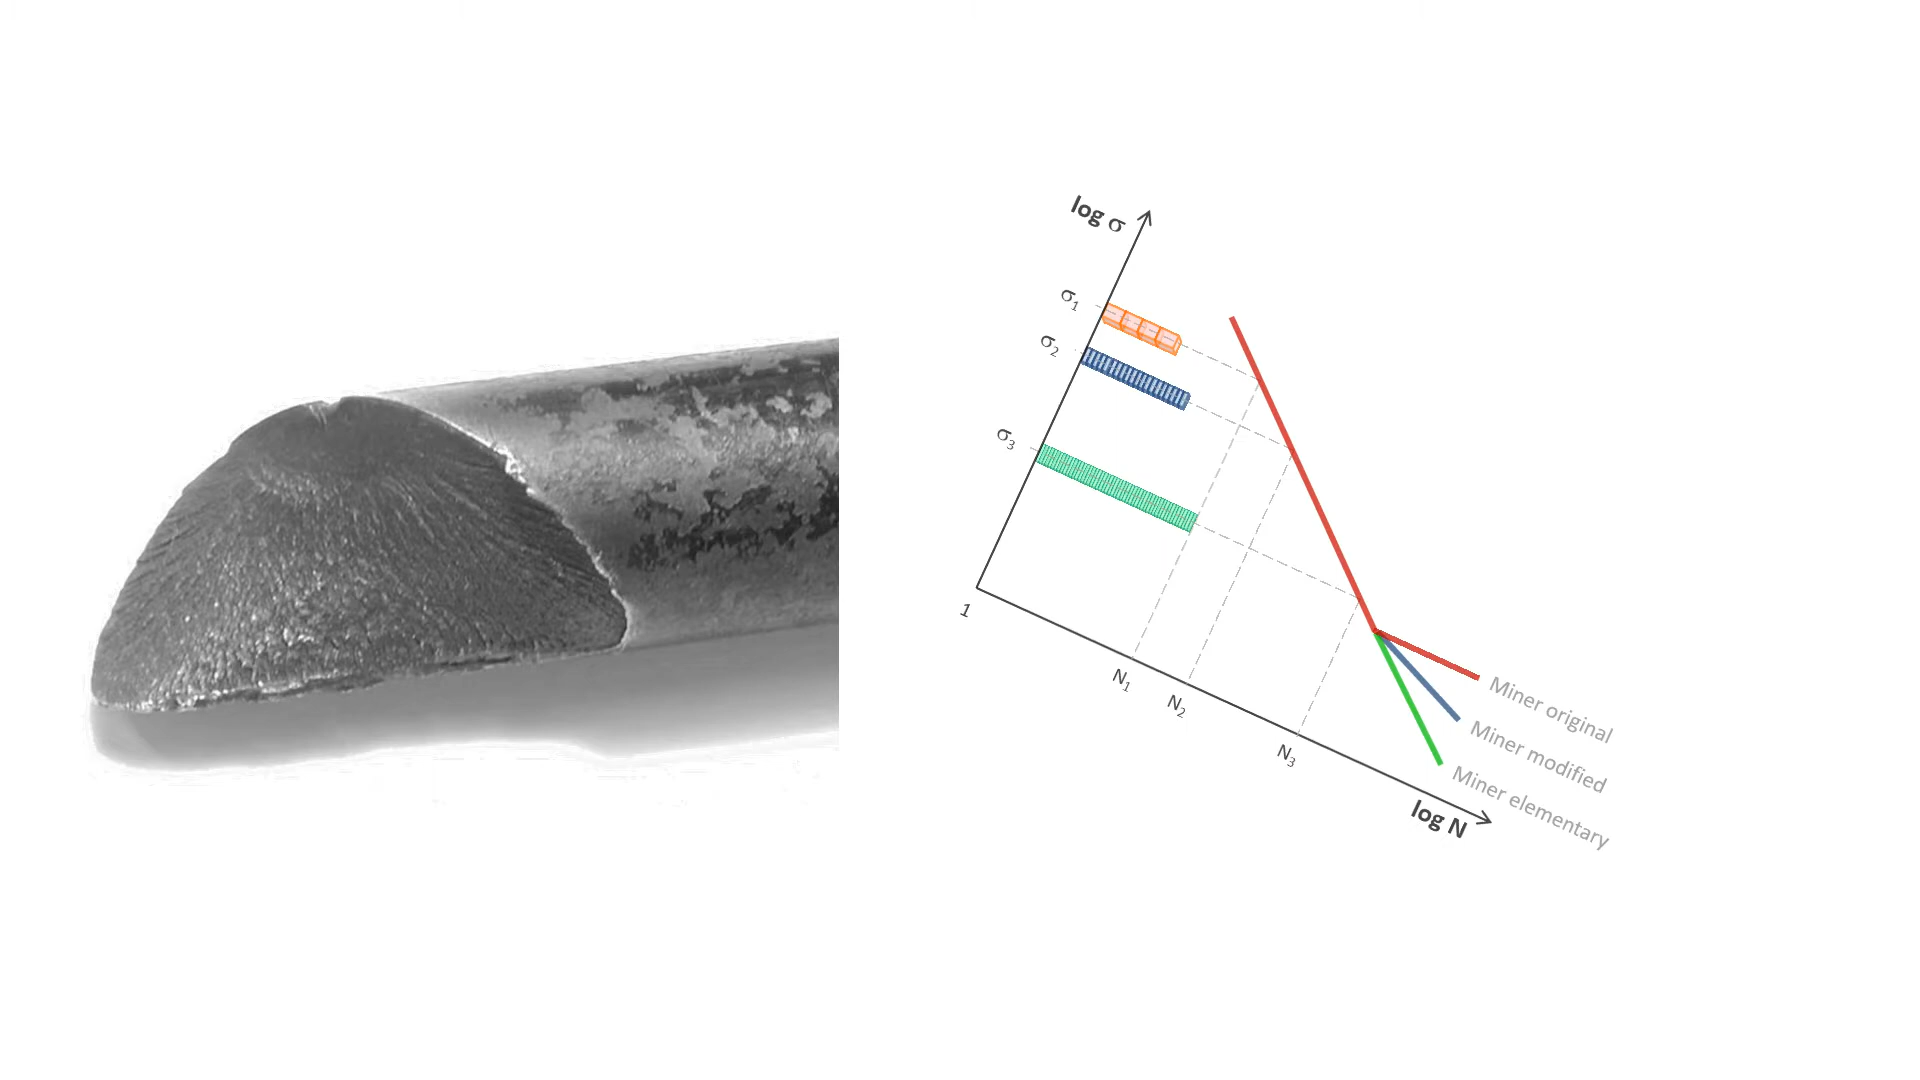 log σ
σ1
σ2
σ3
1
N1
N2
N3
log N
Miner original
Miner modified
Miner elementary